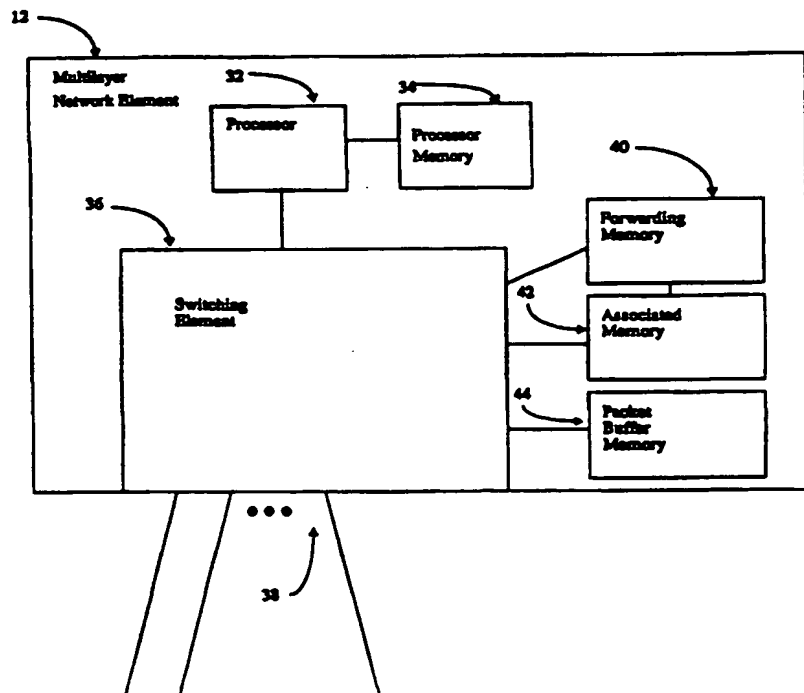 12
Multilayer
Network Element
32
Processor
34
Processor
Memory
40
Forwarding
Memory
36
Switching
Element
42
Associated
Memory
44
Packet
Buffer
Memory
38